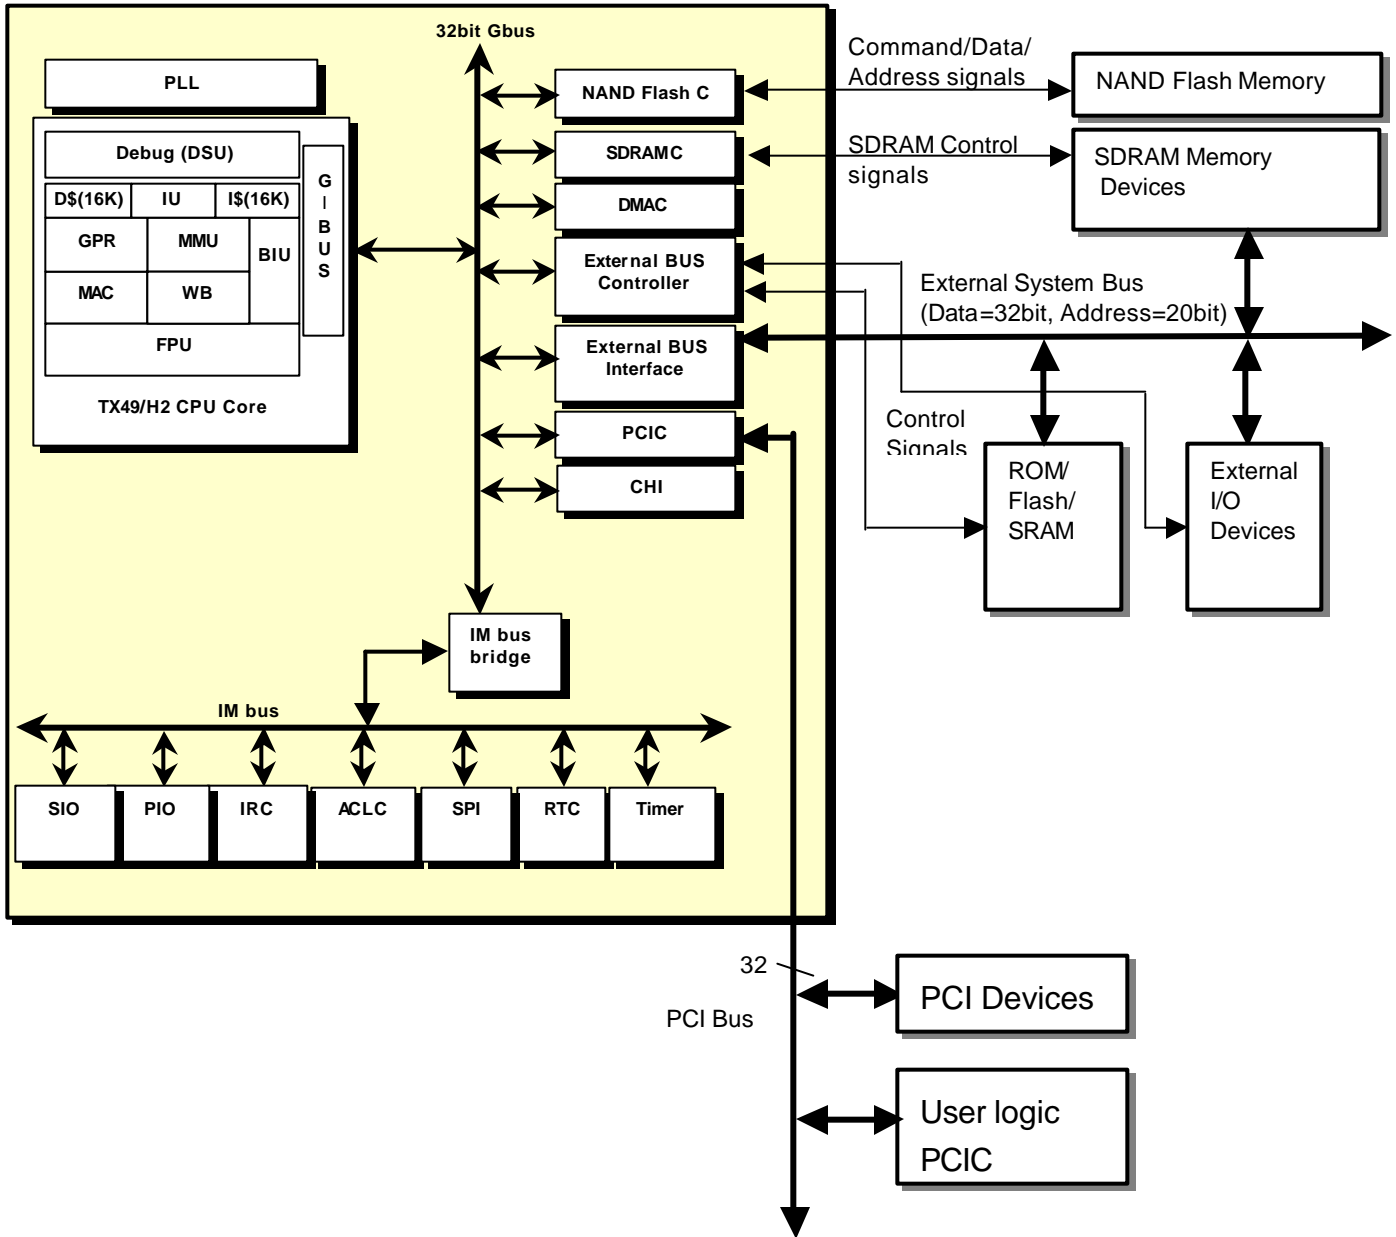 32bit Gbus
PLL
Debug (DSU)
D$(16K)
IU
I$(16K)
GPR
MMU
BIU
MAC
WB
FPU
G
I
B
U
S
TX49/H2 CPU Core
NAND Flash C
SDRAMC
DMAC
External BUS
Controller
External BUS
Interface
PCIC
CHI
Command/Data/
Address signals
NAND Flash Memory
SDRAM Control
signals
SDRAM Memory
Devices
External System Bus
(Data=32bit, Address=20bit)
Control
Signals
ROM/
Flash/
SRAM
External
I/O
Devices
IM bus
bridge
IM bus
SIO
PIO
IRC
ACLC
SPI
RTC
Timer
32
PCI Bus
PCI Devices
User logic
PCIC